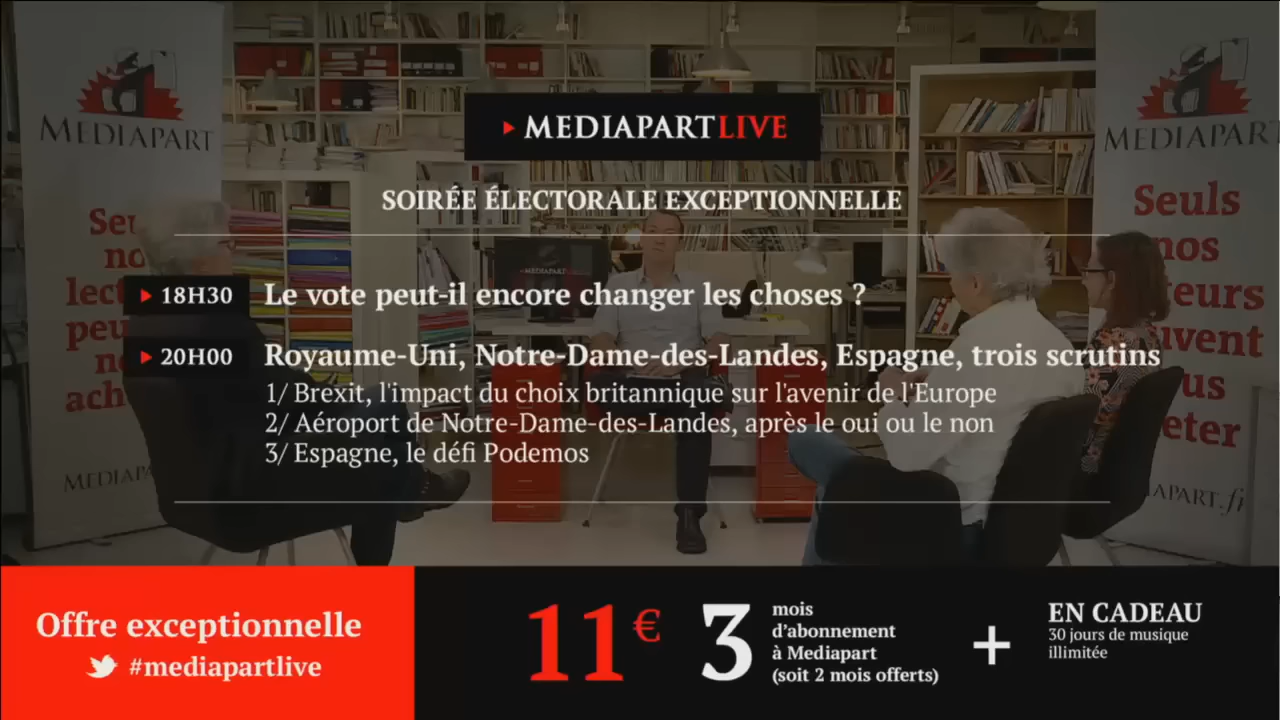 MEDIAPART
MEDIAPART
MEDIAPARTLIVE
SOIRÉE ÉLECTORALE EXCEPTIONNELLE
Seuls
nos
18H30 Le vote peut-il encore changer les choses ?
20H00 Royaume-Uni, Notre-Dame-des-Landes, Espagne, trois scrutins
1/ Brexit, l'impact du choix britannique sur l'avenir de l'Europe
2/ Aéroport de Notre-Dame-des-Landes, après le oui ou le non
3/ Espagne, le défi Podemos
Offre exceptionnelle
#mediapartlive
11€
3 mois
d'abonnement
à Mediapart
(soit 2 mois offerts)
+
EN CADEAU
30 jours de musique
illimitée